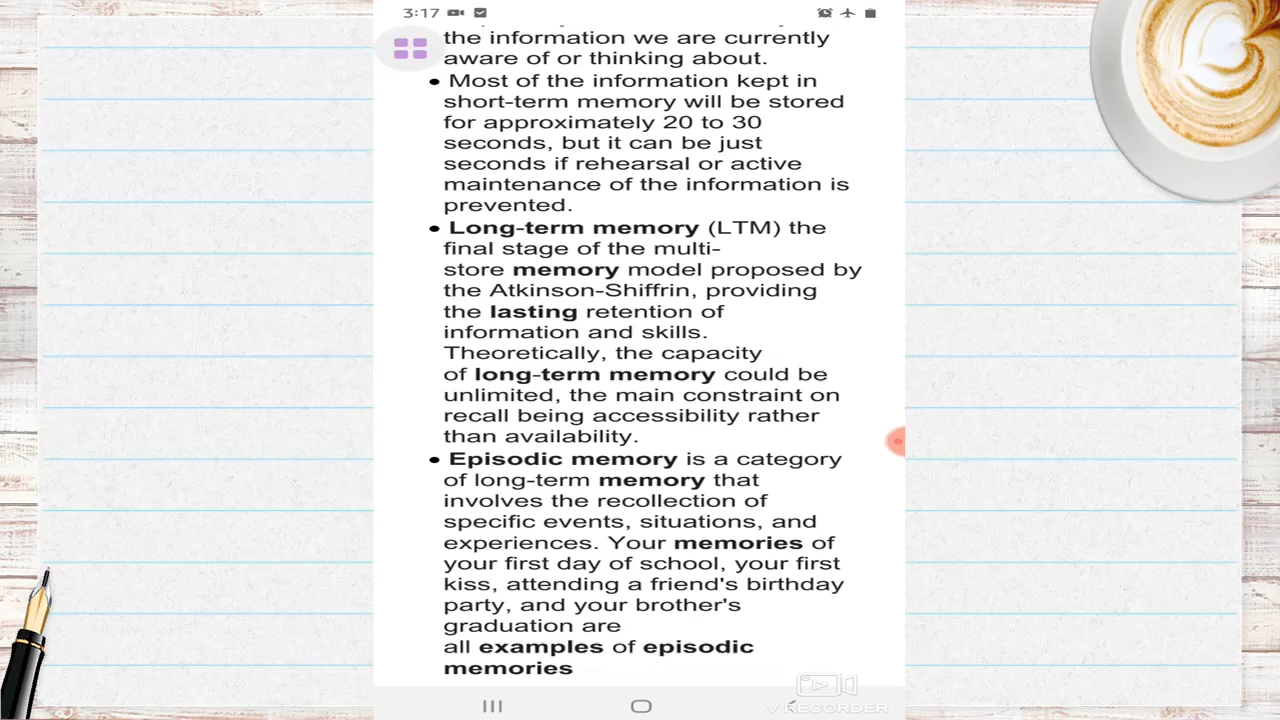 3:17
the information we are currently
aware of or thinking about.
• Most of the information kept in
short-term memory will be stored
for approximately 20 to 30
seconds, but it can be just
seconds if rehearsal or active
maintenance of the information is
prevented.
• Long-term memory (LTM) the
final stage of the multi-
store memory model proposed by
the Atkinson-Shiffrin, providing
the lasting retention of
information and skills.
Theoretically, the capacity
of long-term memory could be
unlimited, the main constraint on
recall being accessibility rather
than availability.
• Episodic memory is a category
of long-term memory that
involves the recollection of
specific events, situations, and
experiences. Your memories of
your first day of school, your first
kiss, attending a friend's birthday
party, and your brother's
graduation are
all examples of episodic
memories
V RECORDER